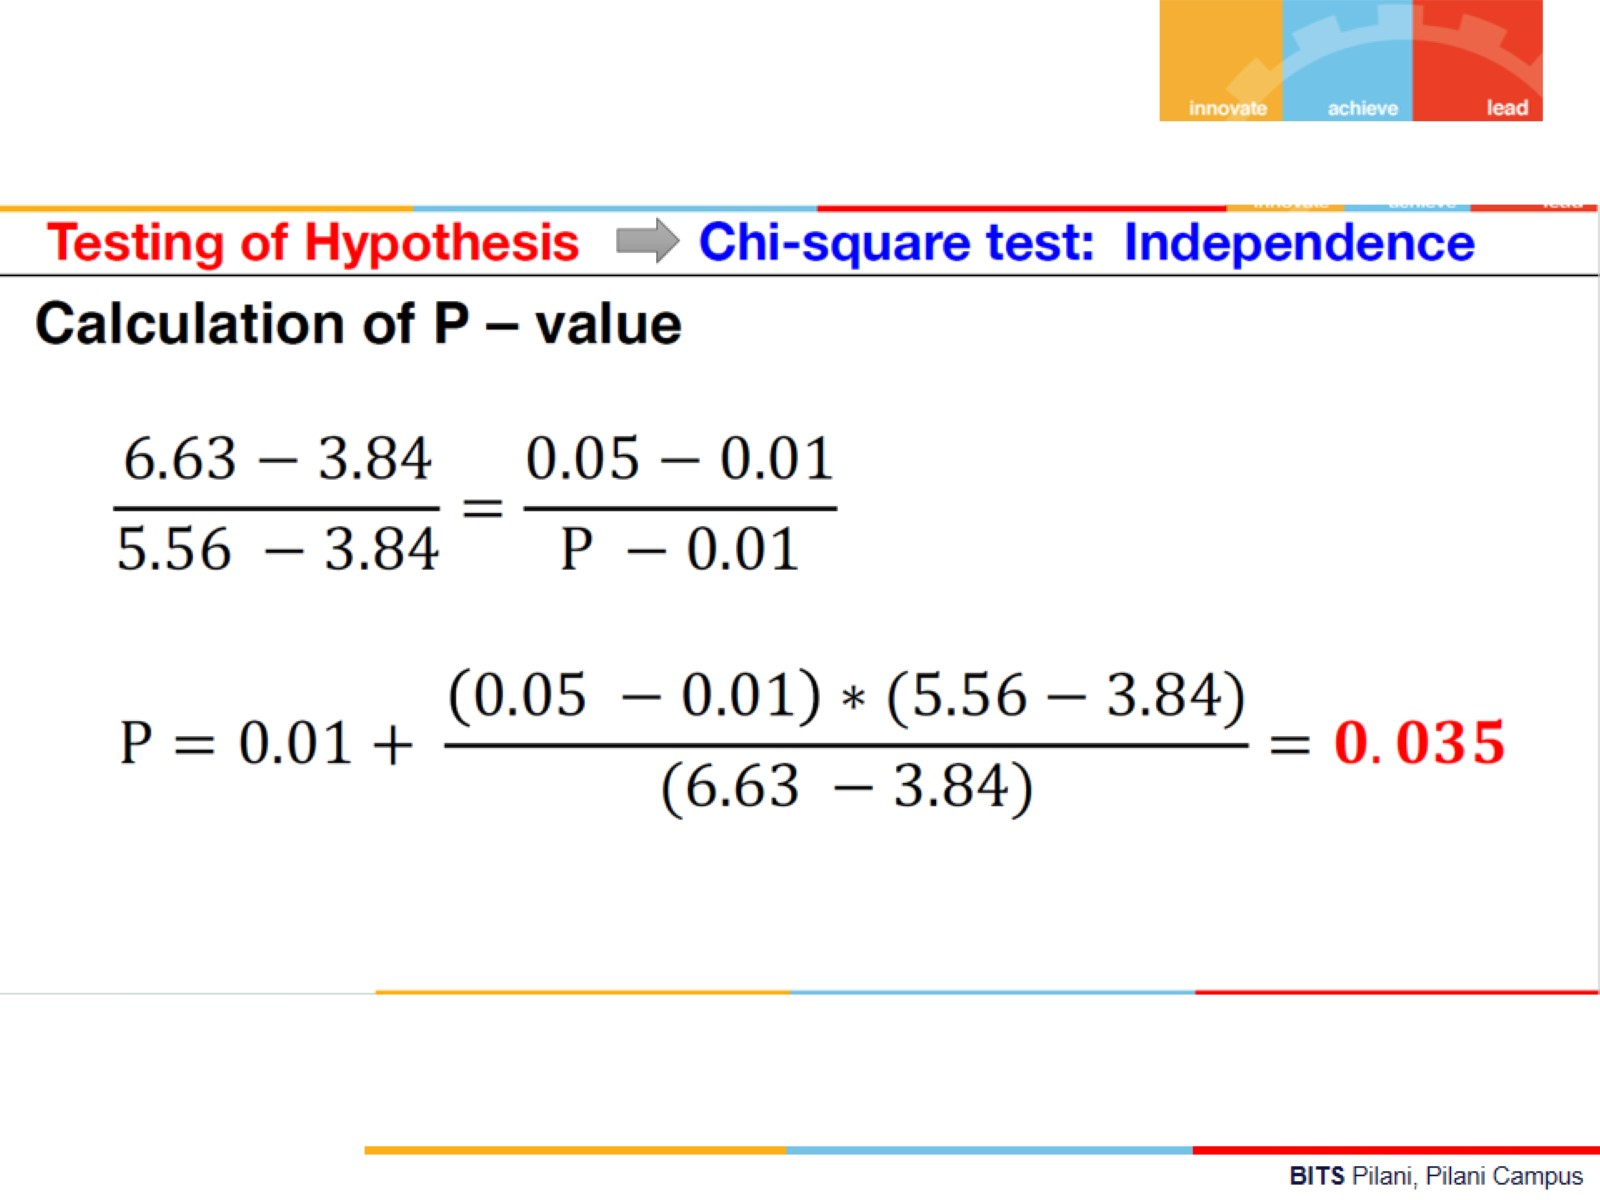 innovate achieve lead
Testing of Hypothesis Chi-square test: Independence
Calculation of P – value
6.63 − 3.84 / 5.56 − 3.84 = 0.05 − 0.01 / P − 0.01
P = 0.01 + (0.05 − 0.01) * (5.56 − 3.84) / (6.63 − 3.84) = 0.035
BITS Pilani, Pilani Campus